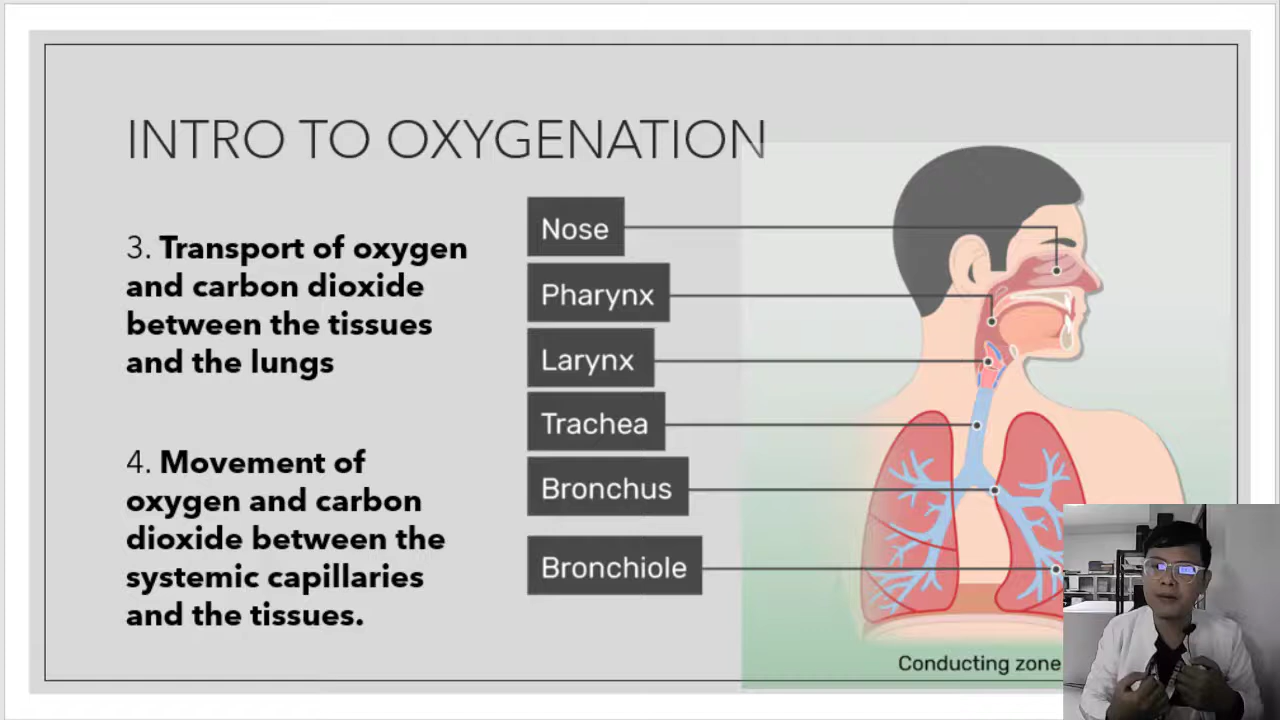 INTRO TO OXYGENATION
3. Transport of oxygen
and carbon dioxide
between the tissues
and the lungs
4. Movement of
oxygen and carbon
dioxide between the
systemic capillaries
and the tissues.
Nose
Pharynx
Larynx
Trachea
Bronchus
Bronchiole
Conducting zone